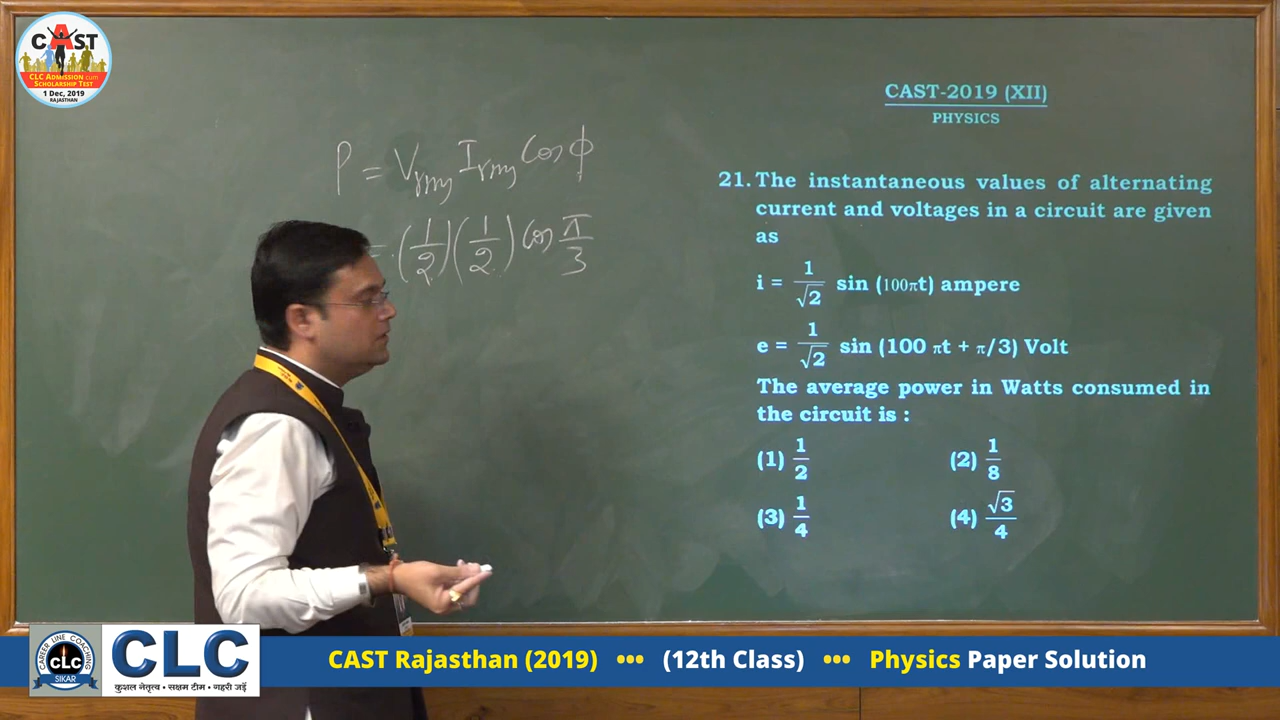 CAST
CLC ADMISSION cum
SCHOLARSHIP TEST
1 Dec, 2019
RAJASTHAN
P = Vrms Irms Cos ϕ
= (1/2)(1/2) cos π/3
CAST-2019 (XII)
PHYSICS
21. The instantaneous values of alternating
current and voltages in a circuit are given
as
i = 1/√2 sin (100πt) ampere
e = 1/√2 sin (100 πt + π/3) Volt
The average power in Watts consumed in
the circuit is :
(1) 1/2 (2) 1/8
(3) 1/4 (4) √3/4
CAREER LINE COACHING
CLC
SIKAR
CLC
कुशल नेतृत्व • सक्षम टीम • गहरी जड़ें
CAST Rajasthan (2019) ••• (12th Class) ••• Physics Paper Solution